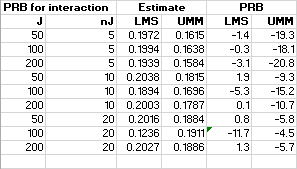 PRB for interaction Estimate PRB
J nJ LMS UMM LMS UMM
50 5 0.1972 0.1615 -1.4 -19.3
100 5 0.1994 0.1638 -0.3 -18.1
200 5 0.1939 0.1584 -3.1 -20.8
50 10 0.2038 0.1815 1.9 -9.3
100 10 0.1894 0.1696 -5.3 -15.2
200 10 0.2003 0.1787 0.1 -10.7
50 20 0.2016 0.1884 0.8 -5.8
100 20 0.1236 0.1911 -11.7 -4.5
200 20 0.2027 0.1886 1.3 -5.7